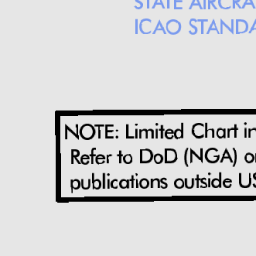 STATE AIRCRA
ICAO STANDA
NOTE: Limited Chart in
Refer to DoD (NGA) o
publications outside US